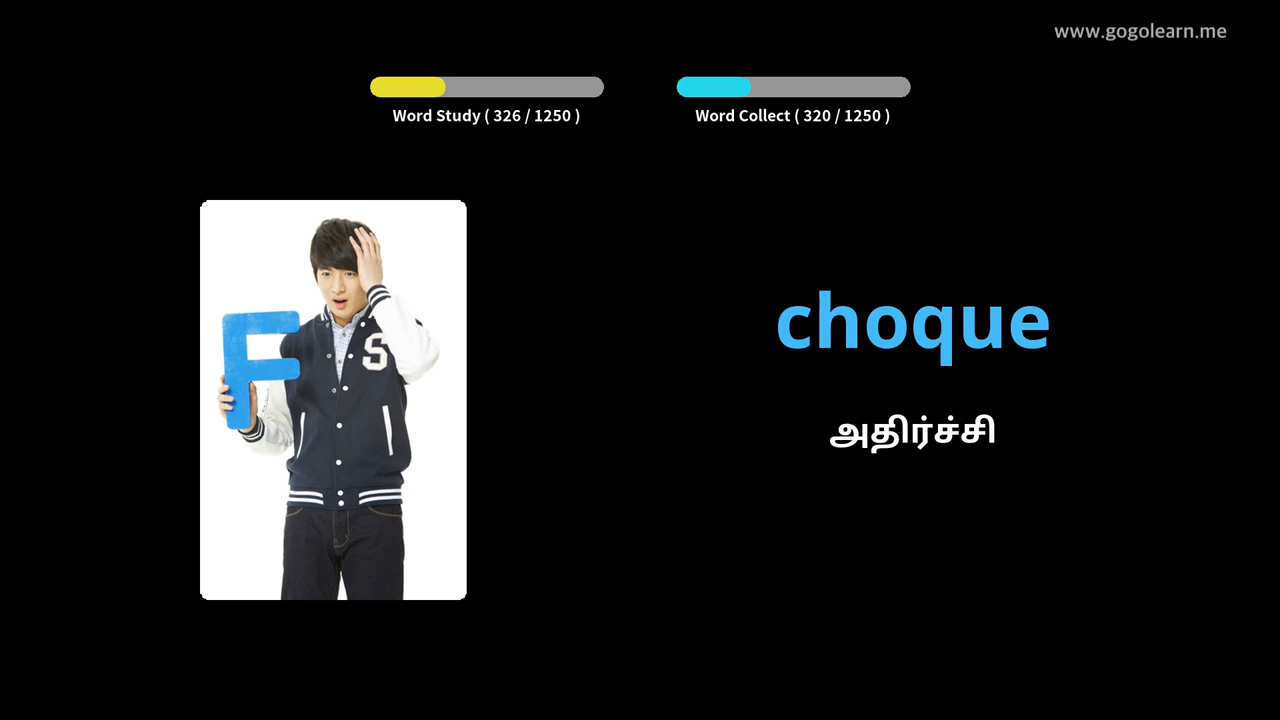 www.gogolearn.me
Word Study ( 326 / 1250 )
Word Collect ( 320 / 1250 )
F
S
choque
அதிர்ச்சி